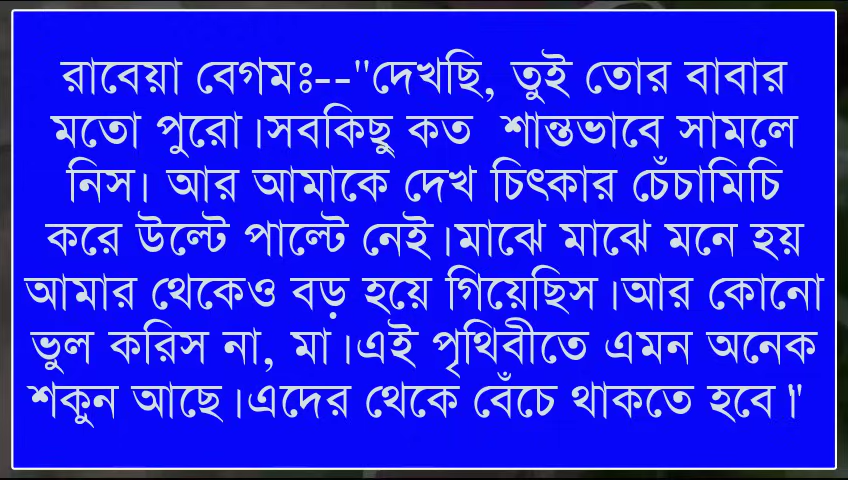 রাবেয়া বেগমঃ--"দেখছি, তুই তোর বাবার
মতো পুরো।সবকিছু কত  শান্তভাবে সামলে
নিস। আর আমাকে দেখ চিৎকার চেঁচামিচি
করে উল্টে পাল্টে নেই।মাঝে মাঝে মনে হয়
আমার থেকেও বড় হয়ে গিয়েছিস।আর কোনো
ভুল করিস না, মা।এই পৃথিবীতে এমন অনেক
শকুন আছে।এদের থেকে বেঁচে থাকতে হবে।"